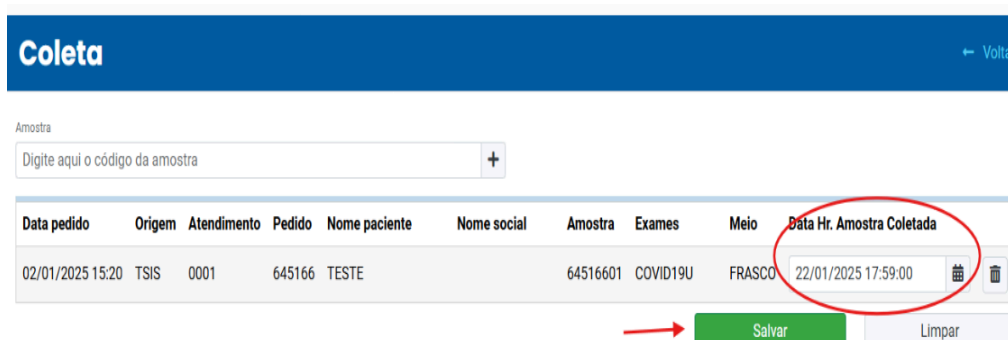 Coleta
← Volta
Amostra
Digite aqui o código da amostra
+
Data pedido Origem Atendimento Pedido Nome paciente Nome social Amostra Exames Meio Data Hr. Amostra Coletada
02/01/2025 15:20 TSIS 0001 645166 TESTE 64516601 COVID19U FRASCO 22/01/2025 17:59:00
Salvar Limpar